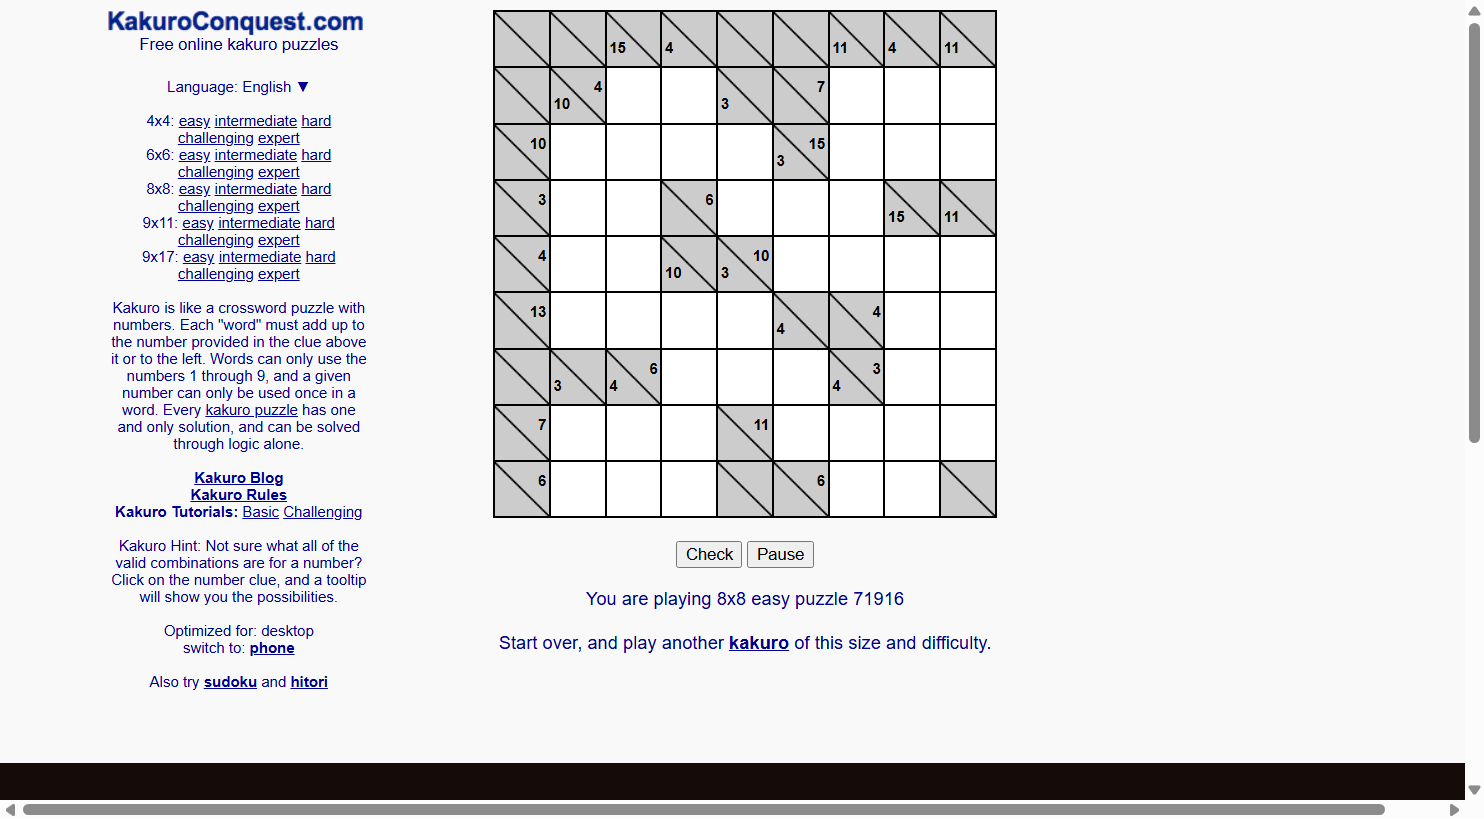 KakuroConquest.com
Free online kakuro puzzles
Language: English ▼
4x4: easy intermediate hard
challenging expert
6x6: easy intermediate hard
challenging expert
8x8: easy intermediate hard
challenging expert
9x11: easy intermediate hard
challenging expert
9x17: easy intermediate hard
challenging expert
Kakuro is like a crossword puzzle with
numbers. Each "word" must add up to
the number provided in the clue above
it or to the left. Words can only use the
numbers 1 through 9, and a given
number can only be used once in a
word. Every kakuro puzzle has one
and only solution, and can be solved
through logic alone.
Kakuro Blog
Kakuro Rules
Kakuro Tutorials: Basic Challenging
Kakuro Hint: Not sure what all of the
valid combinations are for a number?
Click on the number clue, and a tooltip
will show you the possibilities.
Optimized for: desktop
switch to: phone
Also try sudoku and hitori
15 4 11 4 11
4 10 3 7
10 15 3
3 6 15 11
4 10 10 3
13 4 4
3 6 4 3 4
7 11
6 6
Check Pause
You are playing 8x8 easy puzzle 71916
Start over, and play another kakuro of this size and difficulty.